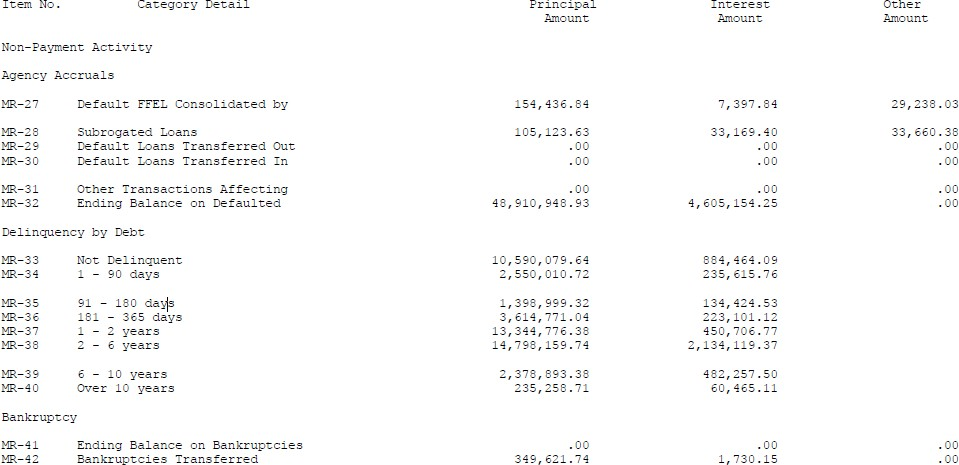 Item No. Category Detail Principal Interest Other
Amount Amount Amount
Non-Payment Activity
Agency Accruals
MR-27 Default FFEL Consolidated by 154,436.84 7,397.84 29,238.03
MR-28 Subrogated Loans 105,123.63 33,169.40 33,660.38
MR-29 Default Loans Transferred Out .00 .00 .00
MR-30 Default Loans Transferred In .00 .00 .00
MR-31 Other Transactions Affecting .00 .00 .00
MR-32 Ending Balance on Defaulted 48,910,948.93 4,605,154.25 .00
Delinquency by Debt
MR-33 Not Delinquent 10,590,079.64 884,464.09
MR-34 1 - 90 days 2,550,010.72 235,615.76
MR-35 91 - 180 days 1,398,999.32 134,424.53
MR-36 181 - 365 days 3,614,771.04 223,101.12
MR-37 1 - 2 years 13,344,776.38 450,706.77
MR-38 2 - 6 years 14,798,159.74 2,134,119.37
MR-39 6 - 10 years 2,378,893.38 482,257.50
MR-40 Over 10 years 235,258.71 60,465.11
Bankruptcy
MR-41 Ending Balance on Bankruptcies .00 .00 .00
MR-42 Bankruptcies Transferred 349,621.74 1,730.15 .00